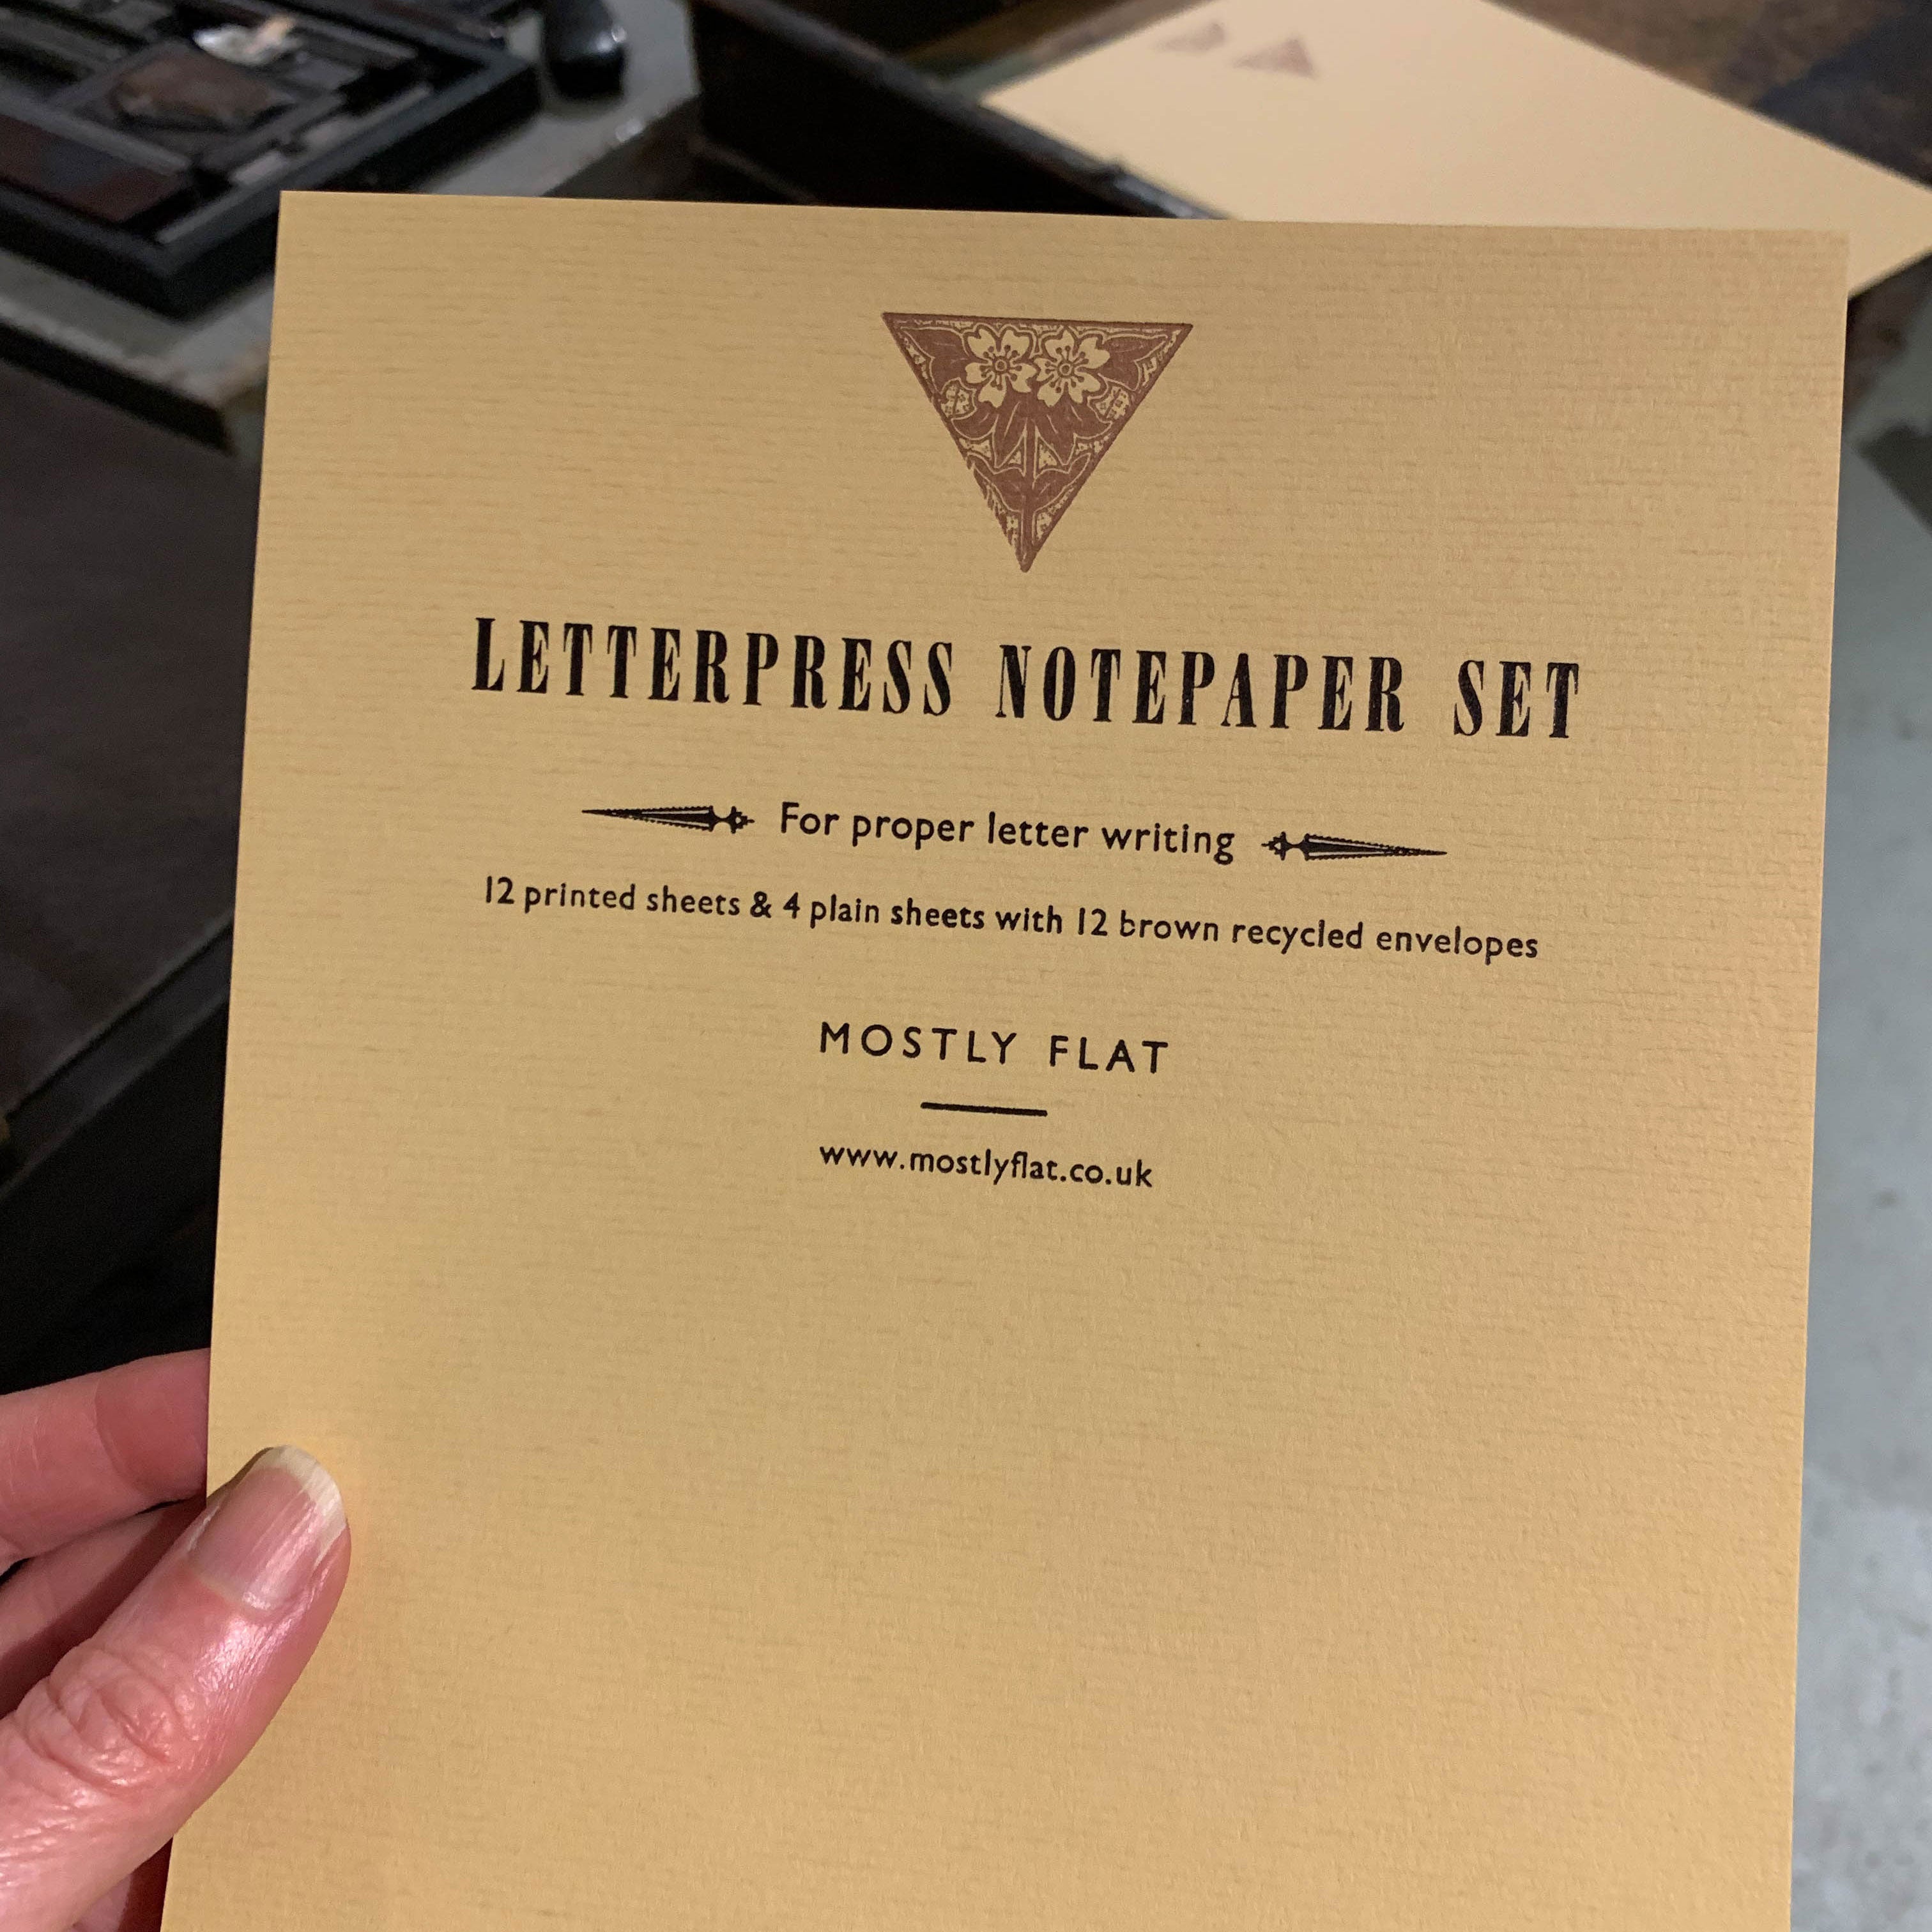 LETTERPRESS NOTEPAPER SET
For proper letter writing
12 printed sheets & 4 plain sheets with 12 brown recycled envelopes
MOSTLY FLAT
www.mostlyflat.co.uk